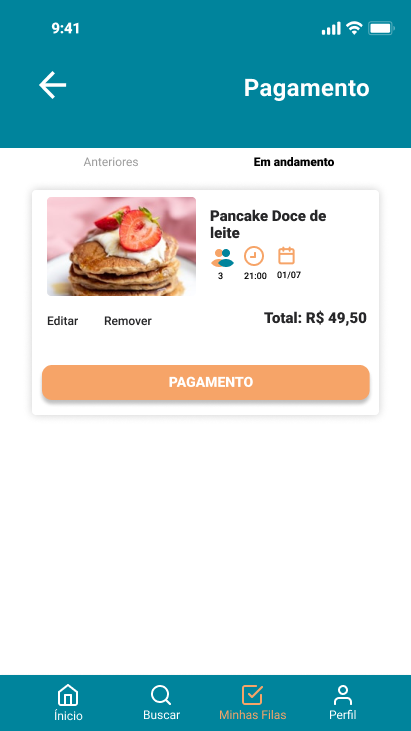 9:41
Pagamento
Anteriores
Em andamento
Pancake Doce de
leite
3
21:00
01/07
Editar
Remover
Total: R$ 49,50
PAGAMENTO
Ínicio
Buscar
Minhas Filas
Perfil